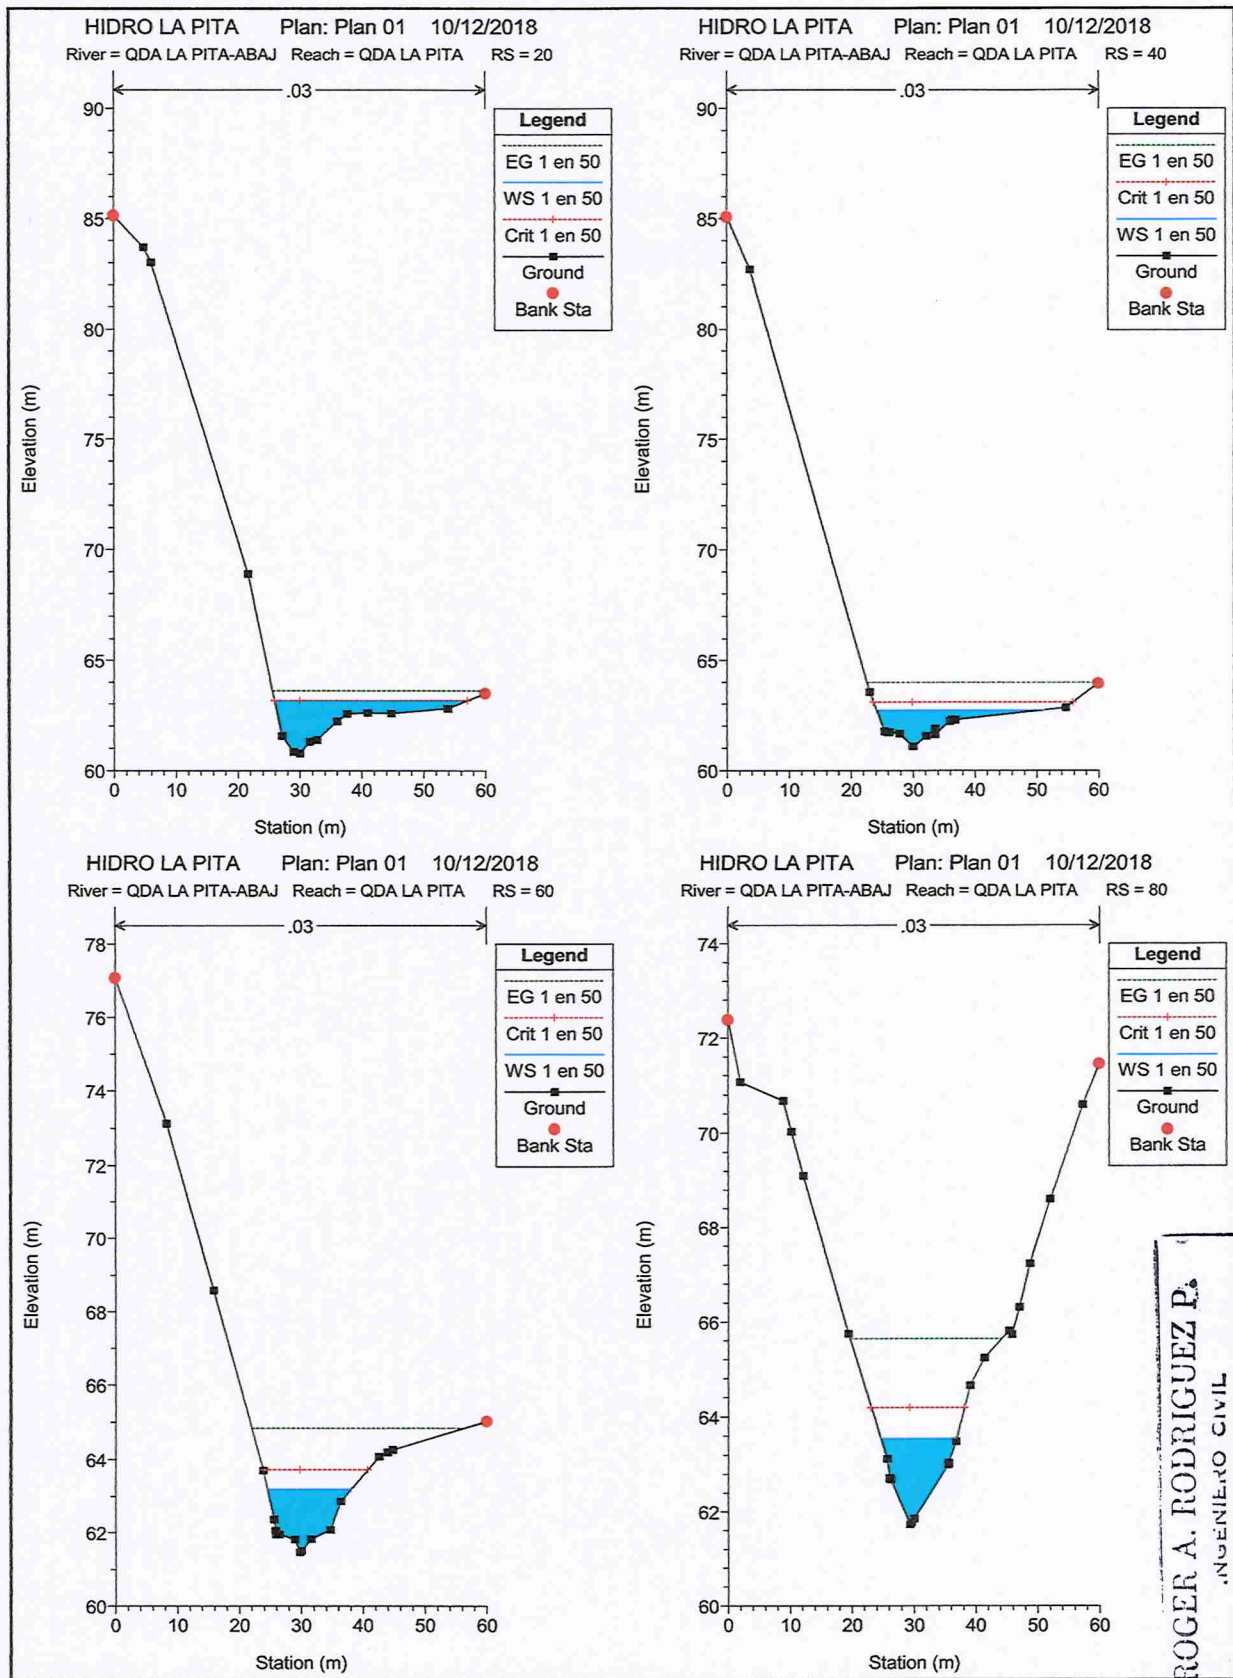 HIDRO LA PITA Plan: Plan 01 10/12/2018
River = QDA LA PITA-ABAJ Reach = QDA LA PITA RS = 20
.03
Legend
EG 1 en 50
WS 1 en 50
Crit 1 en 50
Ground
Bank Sta
90
85
80
75
70
65
60
Elevation (m)
0 10 20 30 40 50 60
Station (m)
HIDRO LA PITA Plan: Plan 01 10/12/2018
River = QDA LA PITA-ABAJ Reach = QDA LA PITA RS = 40
.03
Legend
EG 1 en 50
Crit 1 en 50
WS 1 en 50
Ground
Bank Sta
90
85
80
75
70
65
60
Elevation (m)
0 10 20 30 40 50 60
Station (m)
HIDRO LA PITA Plan: Plan 01 10/12/2018
River = QDA LA PITA-ABAJ Reach = QDA LA PITA RS = 60
.03
Legend
EG 1 en 50
Crit 1 en 50
WS 1 en 50
Ground
Bank Sta
78
76
74
72
70
68
66
64
62
60
Elevation (m)
0 10 20 30 40 50 60
Station (m)
HIDRO LA PITA Plan: Plan 01 10/12/2018
River = QDA LA PITA-ABAJ Reach = QDA LA PITA RS = 80
.03
Legend
EG 1 en 50
Crit 1 en 50
WS 1 en 50
Ground
Bank Sta
74
72
70
68
66
64
62
60
Elevation (m)
0 10 20 30 40 50 60
Station (m)
ROGER A. RODRIGUEZ P.
INGENIERO CIVIL